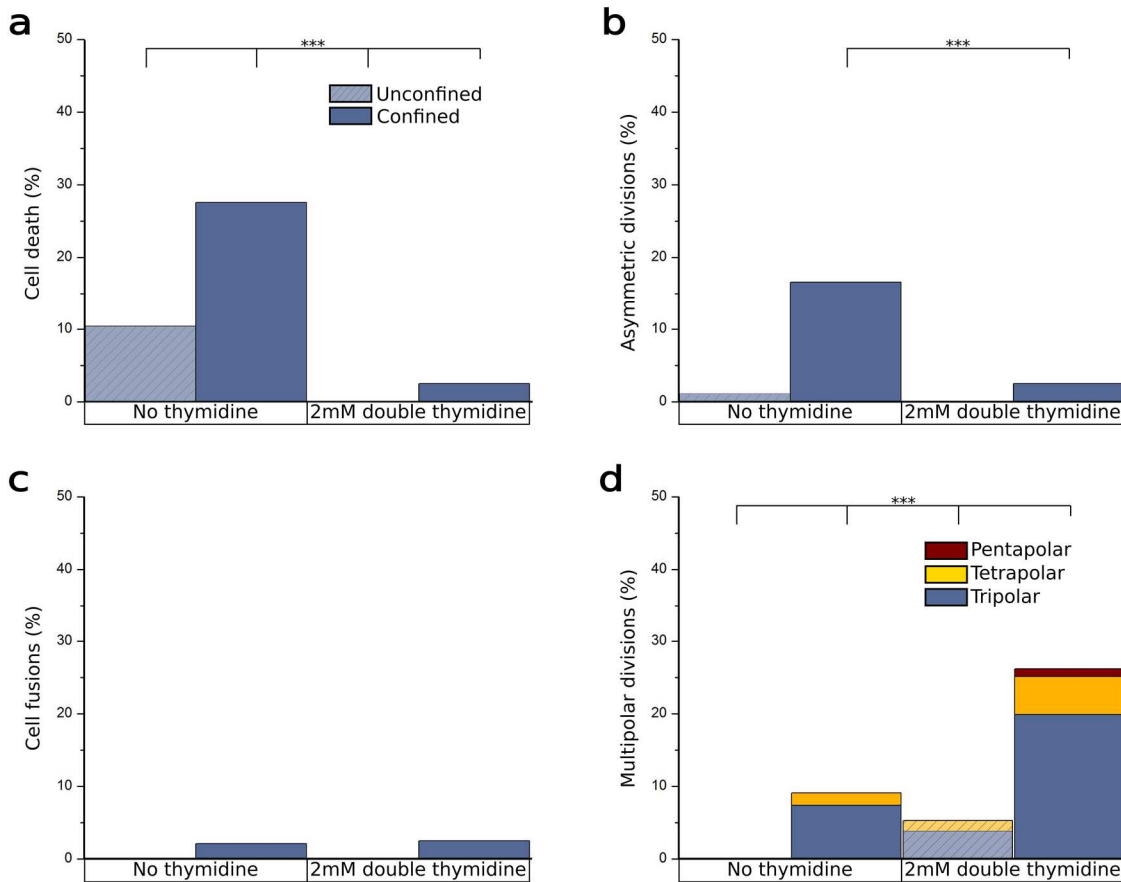 a
50
***
Unconfined
Confined
40
30
20
10
0
Cell death (%)
No thymidine
2mM double thymidine
b
50
***
40
30
20
10
0
Asymmetric divisions (%)
No thymidine
2mM double thymidine
c
50
40
30
20
10
0
Cell fusions (%)
No thymidine
2mM double thymidine
d
50
***
Pentapolar
Tetrapolar
Tripolar
40
30
20
10
0
Multipolar divisions (%)
No thymidine
2mM double thymidine